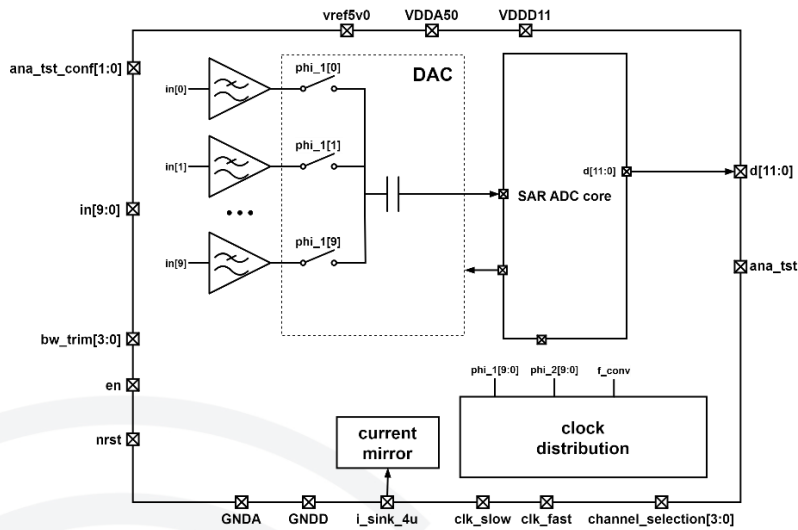 vref5v0 VDDA50 VDDD11
ana_tst_conf[1:0]
DAC
phi_1[0]
in[0]
phi_1[1]
in[1]
d[11:0]
d[11:0]
SAR ADC core
in[9:0]
...
phi_1[9]
in[9]
ana_tst
bw_trim[3:0]
phi_1[9:0] phi_2[9:0] f_conv
en
current
mirror
clock
distribution
nrst
GNDA GNDD i_sink_4u clk_slow clk_fast channel_selection[3:0]